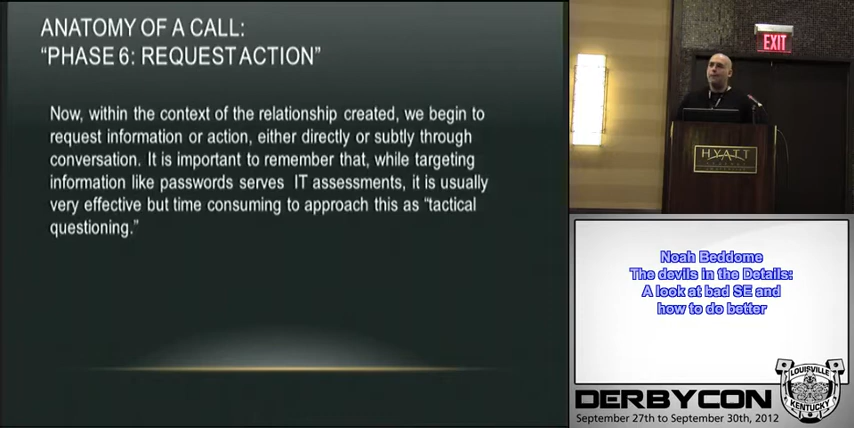 ANATOMY OF A CALL:
"PHASE 6: REQUEST ACTION"
Now, within the context of the relationship created, we begin to
request information or action, either directly or subtly through
conversation. It is important to remember that, while targeting
information like passwords serves IT assessments, it is usually
very effective but time consuming to approach this as "tactical
questioning."
EXIT
HYATT
Noah Beddome
The devils in the Details:
A look at bad SE and
how to do better
LOUISVILLE
KENTUCKY
DERBYCON
September 27th to September 30th, 2012